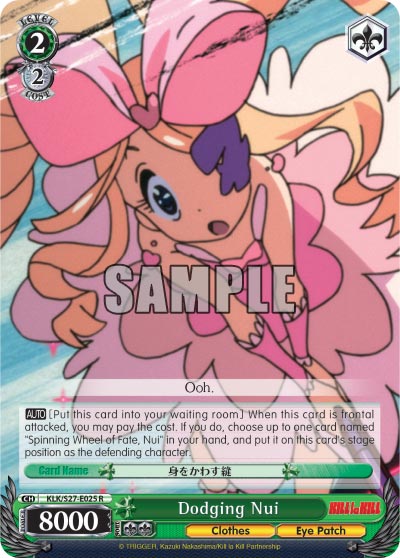 LEVEL
2
2
COST
SAMPLE
Ooh.
AUTO [Put this card into your waiting room] When this card is frontal
attacked, you may pay the cost. If you do, choose up to one card named
"Spinning Wheel of Fate, Nui" in your hand, and put it on this card's stage
position as the defending character.
Card Name 身をかわす縫
CH KLK/S27-E025 R
POWER 8000
SOUL
Dodging Nui
KILL la KILL
Clothes Eye Patch
© TRIGGER, Kazuki Nakashima/Kill la Kill Partnership